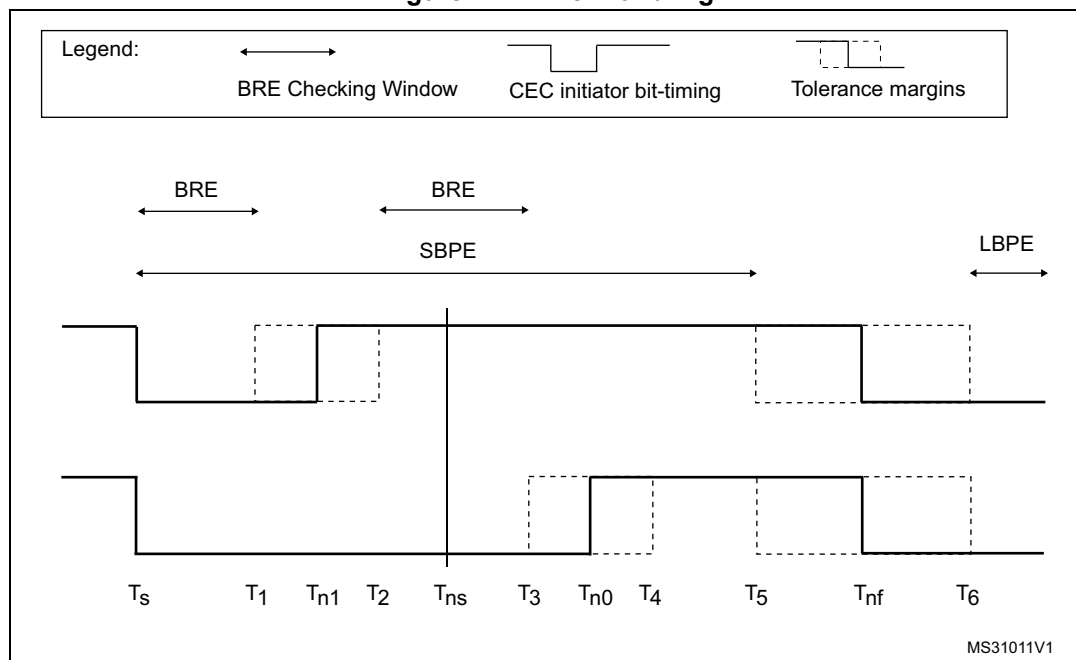 Legend:
BRE Checking Window
CEC initiator bit-timing
Tolerance margins
BRE
BRE
SBPE
LBPE
Ts T1 Tn1 T2 Tns T3 Tn0 T4 T5 Tnf T6
MS31011V1